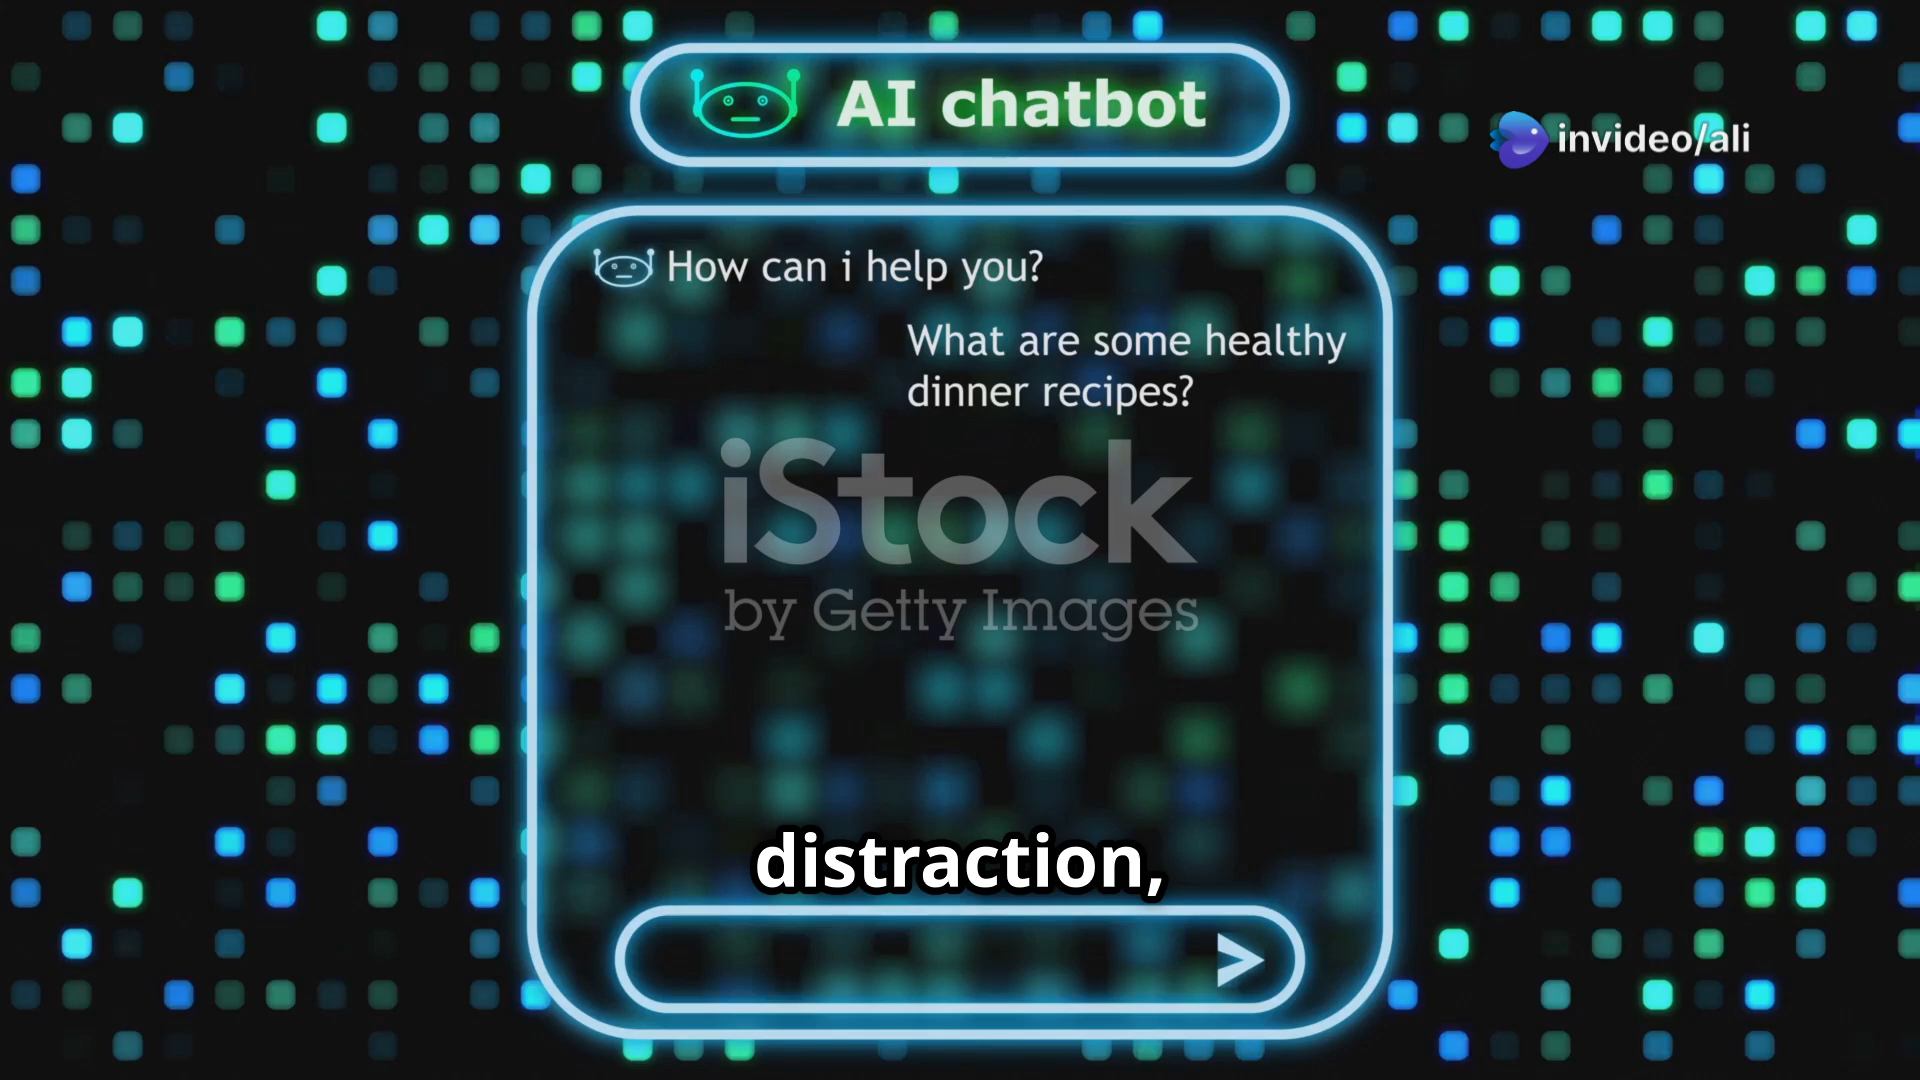 AI chatbot
invideo/ali
How can i help you?
What are some healthy
dinner recipes?
iStock
by Getty Images
distraction,